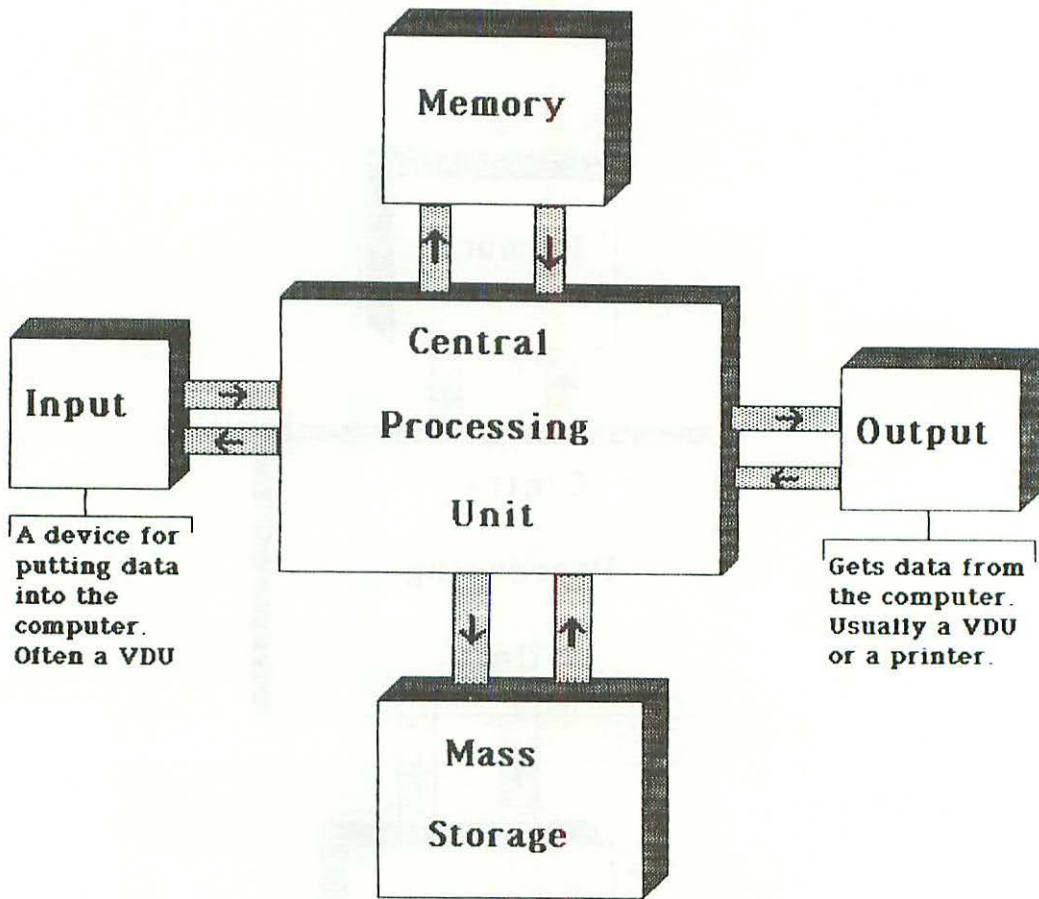 Memory
Central
Processing
Unit
Input
A device for
putting data
into the
computer.
Often a VDU
Output
Gets data from
the computer.
Usually a VDU
or a printer.
Mass
Storage